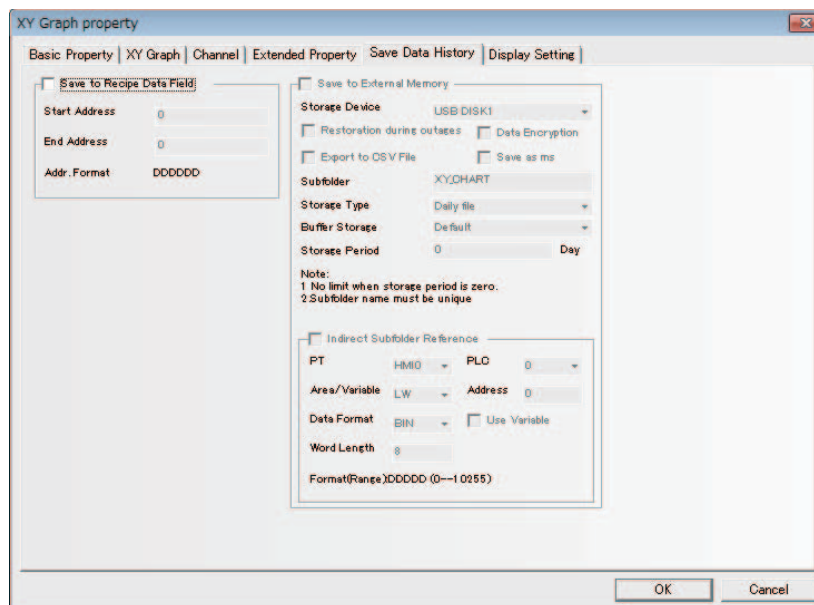 XY Graph property
Basic Property XY Graph Channel Extended Property Save Data History Display Setting
Save to Recipe Data Field
Start Address 0
End Address 0
Addr. Format DDDDDD
Save to External Memory
Storage Device USB DISK1
Restoration during outages Data Encryption
Export to CSV File Save as ms
Subfolder XY_CHART
Storage Type Daily file
Buffer Storage Default
Storage Period 0 Day
Note:
1 No limit when storage period is zero.
2.Subfolder name must be unique
Indirect Subfolder Reference
PT HMI0 PLC 0
Area/Variable LW Address 0
Data Format BIN Use Variable
Word Length 8
Format(Range):DDDDD (0--10255)
OK Cancel